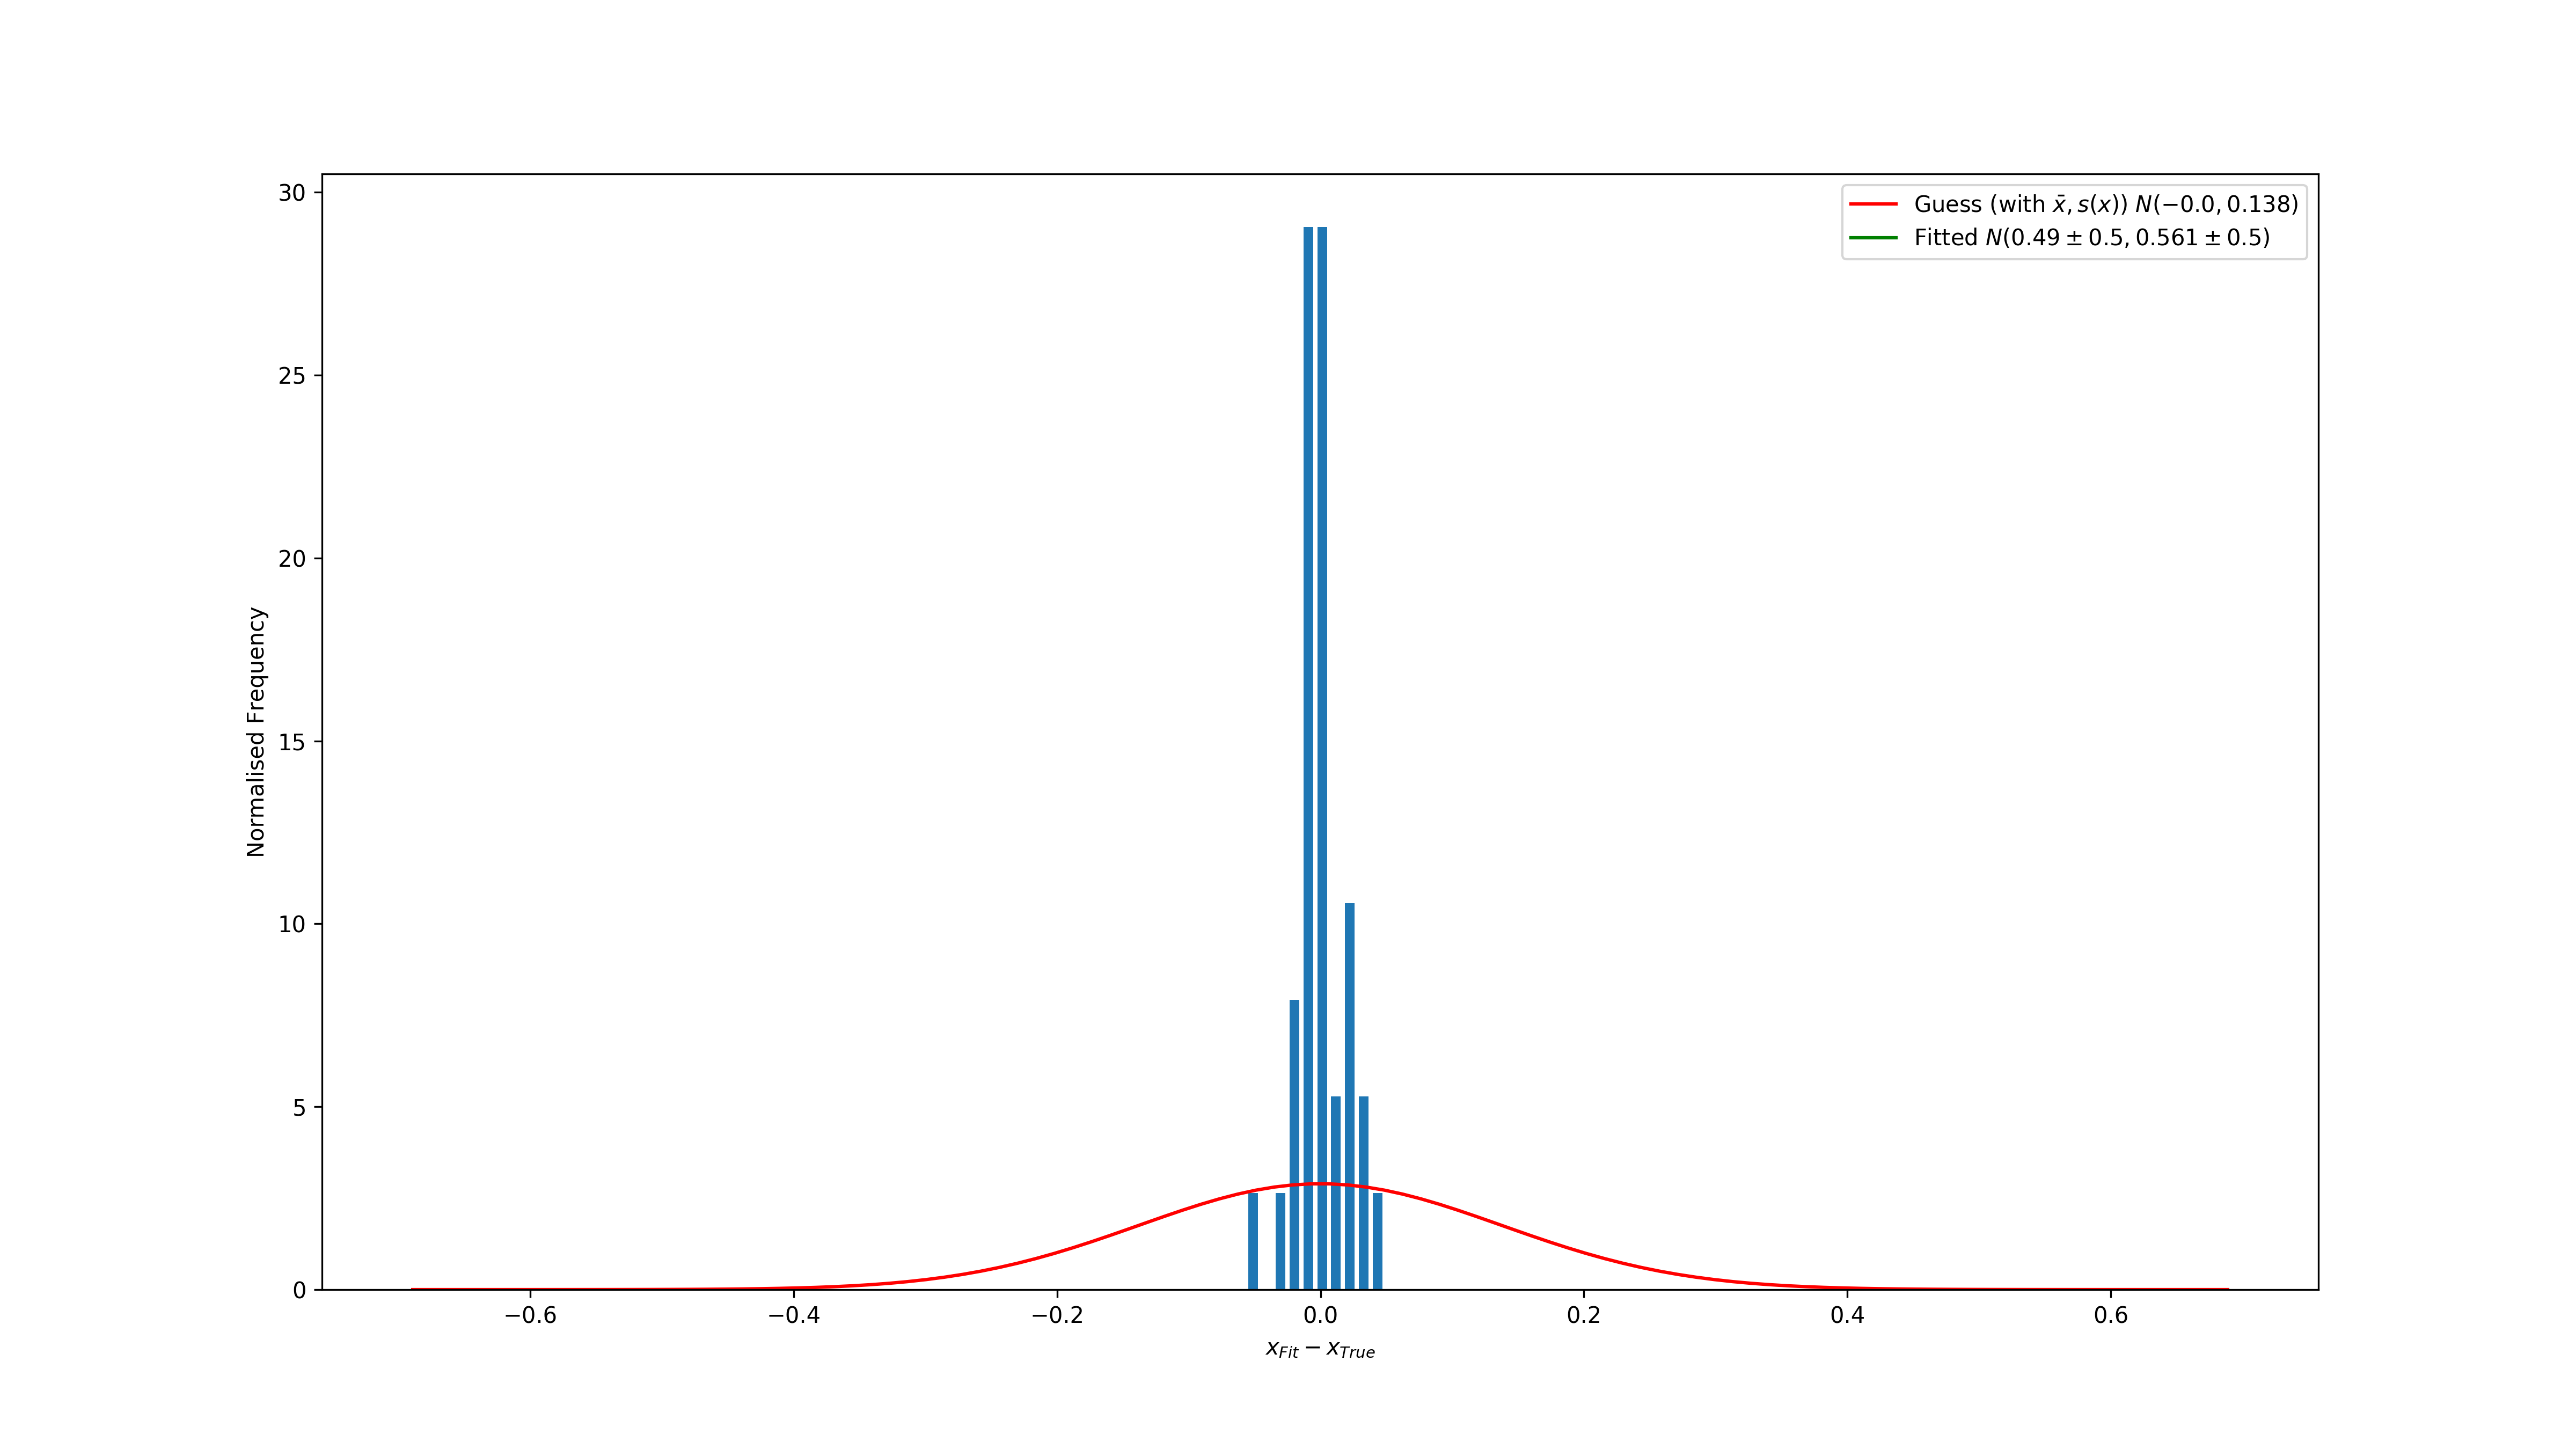 30
25
20
15
10
5
0
Normalised Frequency
−0.6 −0.4 −0.2 0.0 0.2 0.4 0.6
x_Fit − x_True
Guess (with x̄, s(x)) N(−0.0, 0.138)
Fitted N(0.49 ± 0.5, 0.561 ± 0.5)